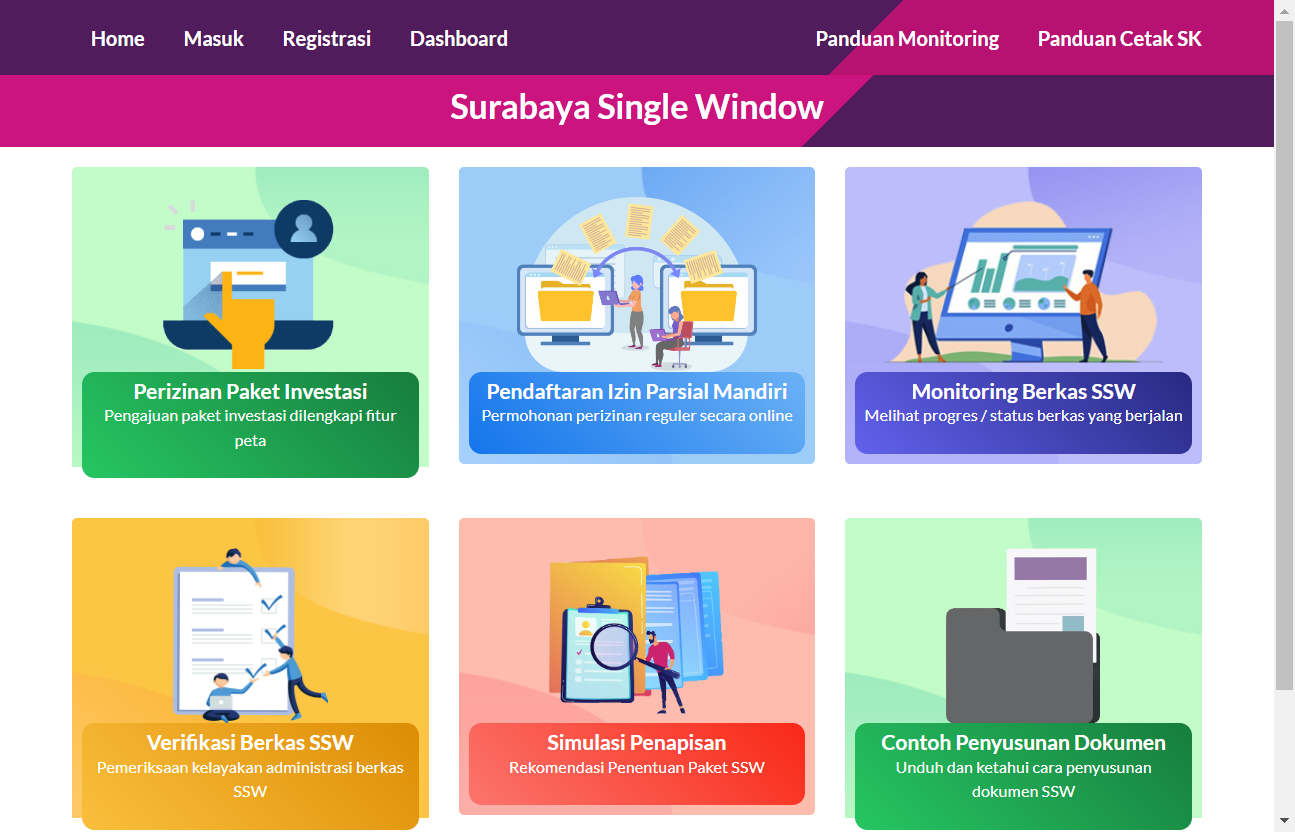 Home Masuk Registrasi Dashboard Panduan Monitoring Panduan Cetak SK
Surabaya Single Window
Perizinan Paket Investasi
Pengajuan paket investasi dilengkapi fitur
peta
Pendaftaran Izin Parsial Mandiri
Permohonan perizinan reguler secara online
Monitoring Berkas SSW
Melihat progres / status berkas yang berjalan
Verifikasi Berkas SSW
Pemeriksaan kelayakan administrasi berkas
SSW
Simulasi Penapisan
Rekomendasi Penentuan Paket SSW
Contoh Penyusunan Dokumen
Unduh dan ketahui cara penyusunan
dokumen SSW